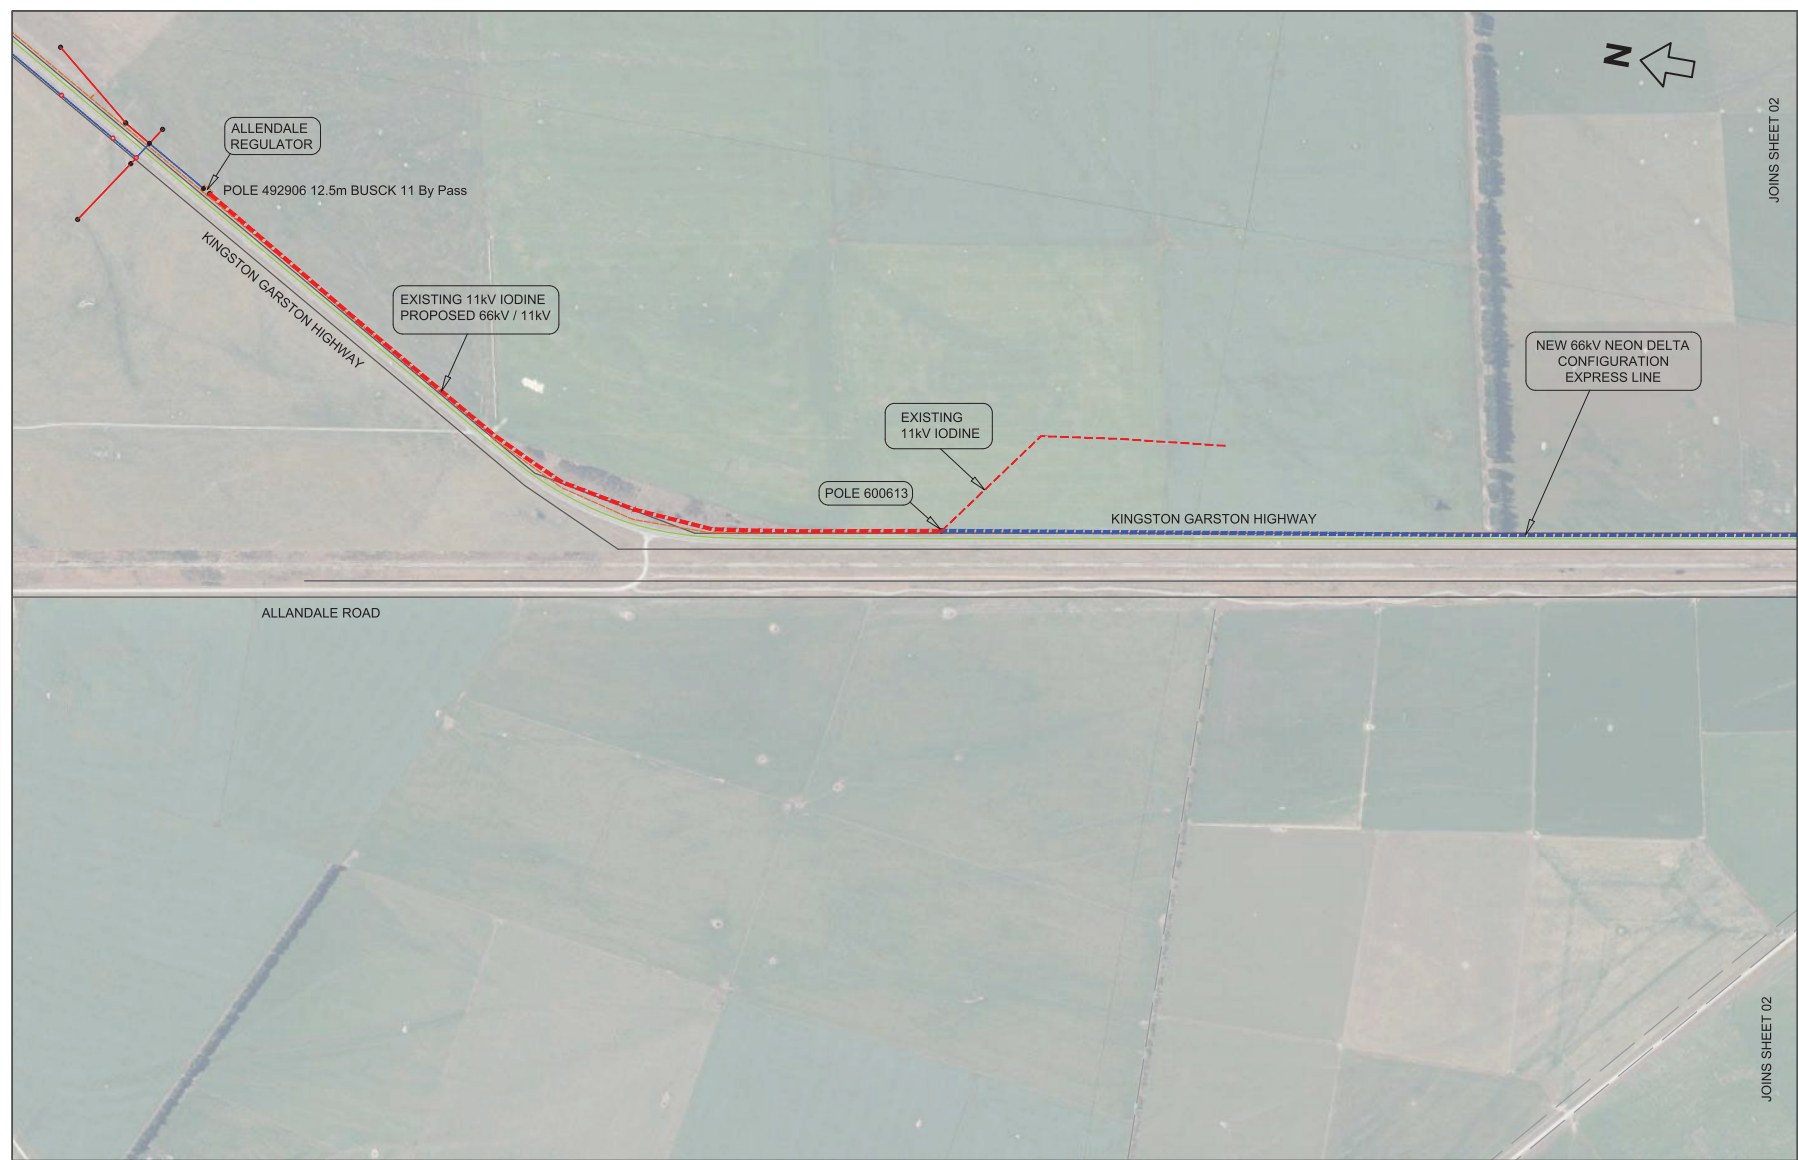 N
JOINS SHEET 02
ALLENDALE
REGULATOR
POLE 492906 12.5m BUSCK 11 By Pass
KINGSTON GARSTON HIGHWAY
EXISTING 11kV IODINE
PROPOSED 66kV / 11kV
NEW 66kV NEON DELTA
CONFIGURATION
EXPRESS LINE
EXISTING
11kV IODINE
POLE 600613
KINGSTON GARSTON HIGHWAY
ALLANDALE ROAD
JOINS SHEET 02